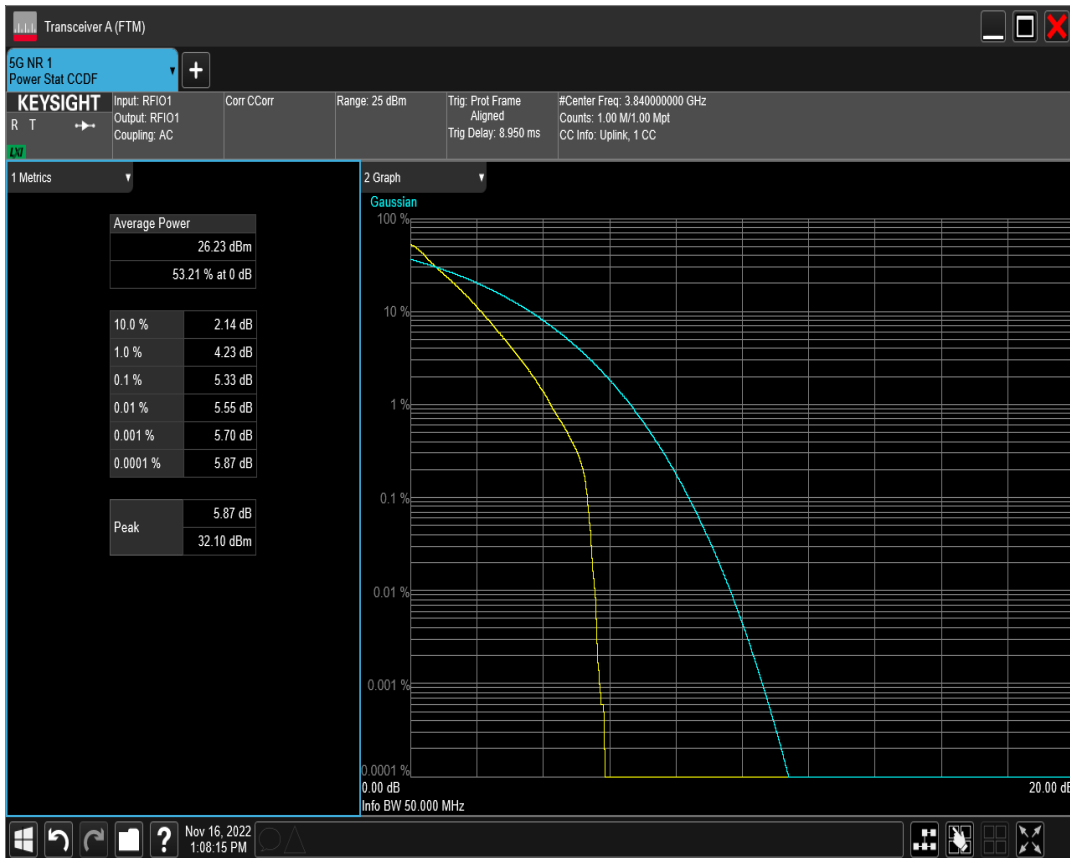 Transceiver A (FTM)
5G NR 1
Power Stat CCDF
+
KEYSIGHT
R T
LXI
Input: RFIO1
Output: RFIO1
Coupling: AC
Corr CCorr
Range: 25 dBm
Trig: Prot Frame
Aligned
Trig Delay: 8.950 ms
#Center Freq: 3.840000000 GHz
Counts: 1.00 M/1.00 Mpt
CC Info: Uplink, 1 CC
1 Metrics
Average Power
26.23 dBm
53.21 % at 0 dB
10.0 % 2.14 dB
1.0 % 4.23 dB
0.1 % 5.33 dB
0.01 % 5.55 dB
0.001 % 5.70 dB
0.0001 % 5.87 dB
Peak
5.87 dB
32.10 dBm
2 Graph
Gaussian
100 %
10 %
1 %
0.1 %
0.01 %
0.001 %
0.0001 %
0.00 dB 20.00 dB
Info BW 50.000 MHz
?
Nov 16, 2022
1:08:15 PM